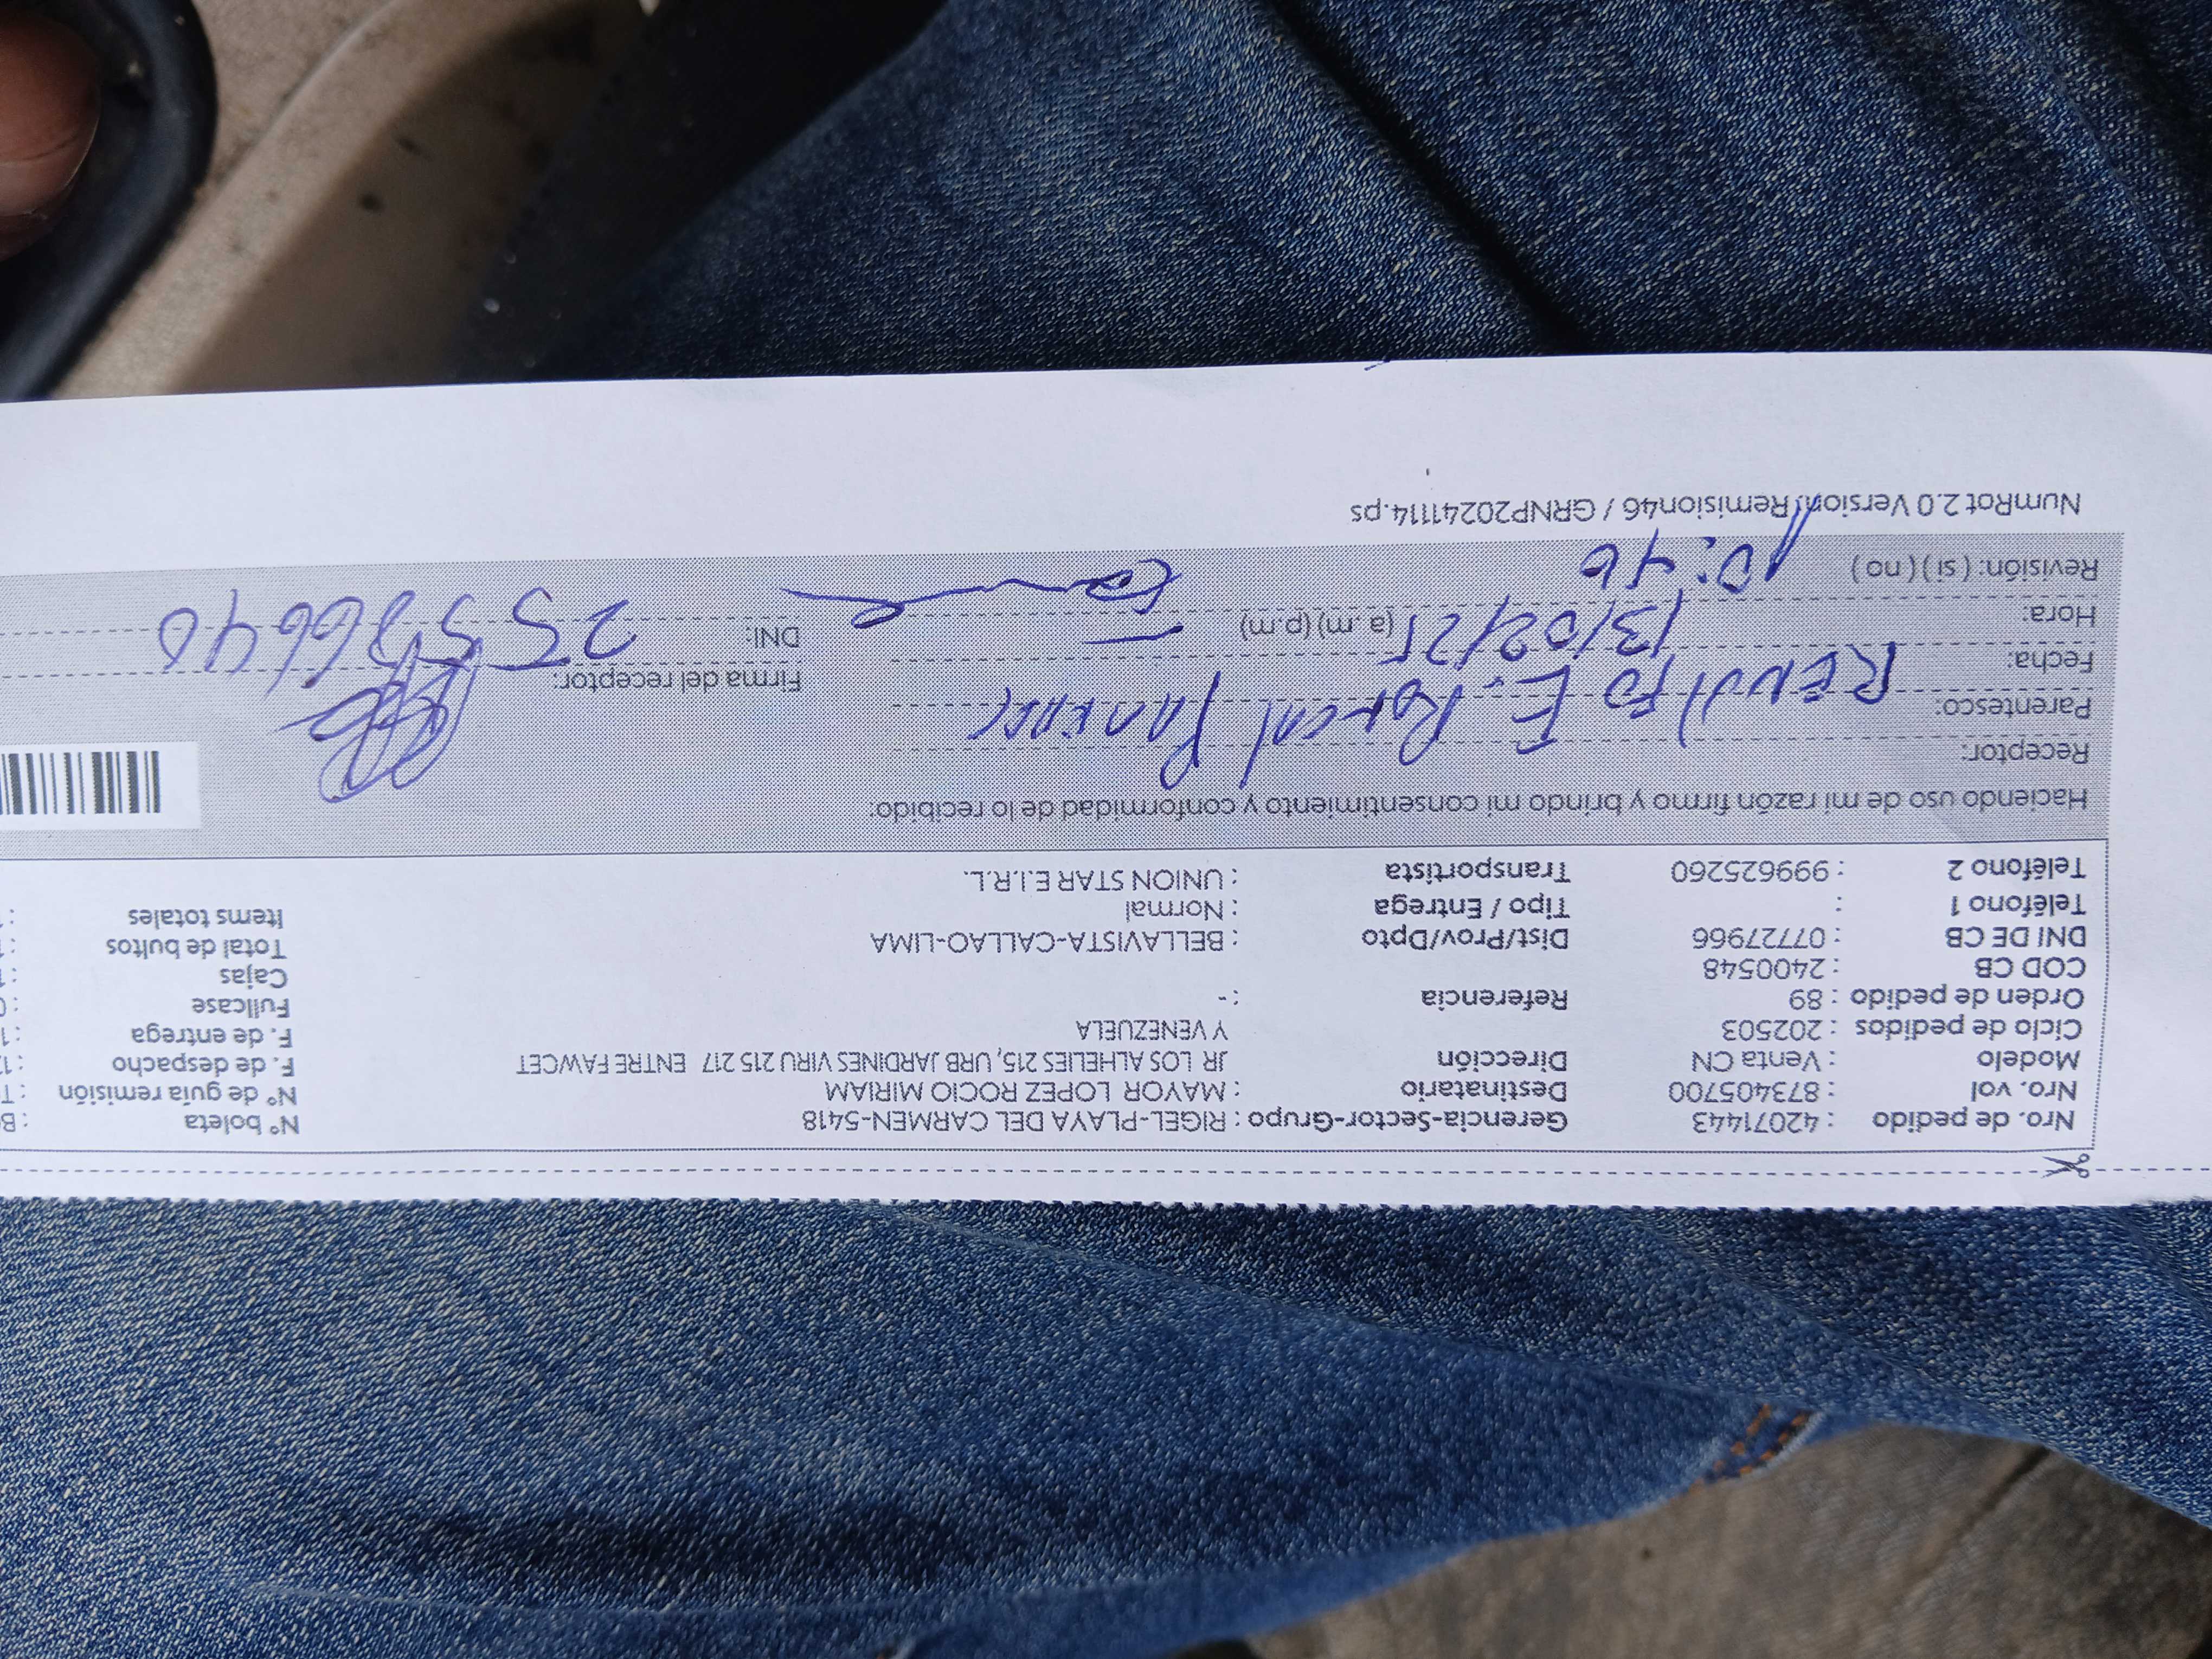 Nro. de pedido : 42071443 Gerencia-Sector-Grupo : RIGEL-PLAYA DEL CARMEN-5418 N° boleta : B
Nro. vol : 873405700 Destinatario : MAYOR LOPEZ ROCIO MIRIAM N° de guía remisión : T
Modelo : Venta CN Dirección JR LOS ALHELIES 215, URB JARDINES VIRU 215 217 ENTRE FAWCET F. de despacho : 1
Ciclo de pedidos : 202503 Y VENEZUELA F. de entrega : 1
Orden de pedido : 89 Referencia : - Fullcase : 0
COD CB : 2400548 Cajas :
DNI DE CB : 07727966 Dist/Prov/Dpto : BELLAVISTA-CALLAO-LIMA Total de bultos :
Teléfono 1 : Tipo / Entrega : Normal Items totales :
Teléfono 2 : 999625260 Transportista : UNION STAR E.I.R.L.
Haciendo uso de mi razón firmo y brindo mi consentimiento y conformidad de lo recibido:
Receptor:
Parentesco: RENJIFO E.
Fecha: 13/02/25 Firma del receptor:
Hora: (a.m) (p.m) DNI: 25586640
Revisión: ( si ) ( no ) 10:40
NumRot 2.0 Version: Remision46 / GRNP20241114.ps